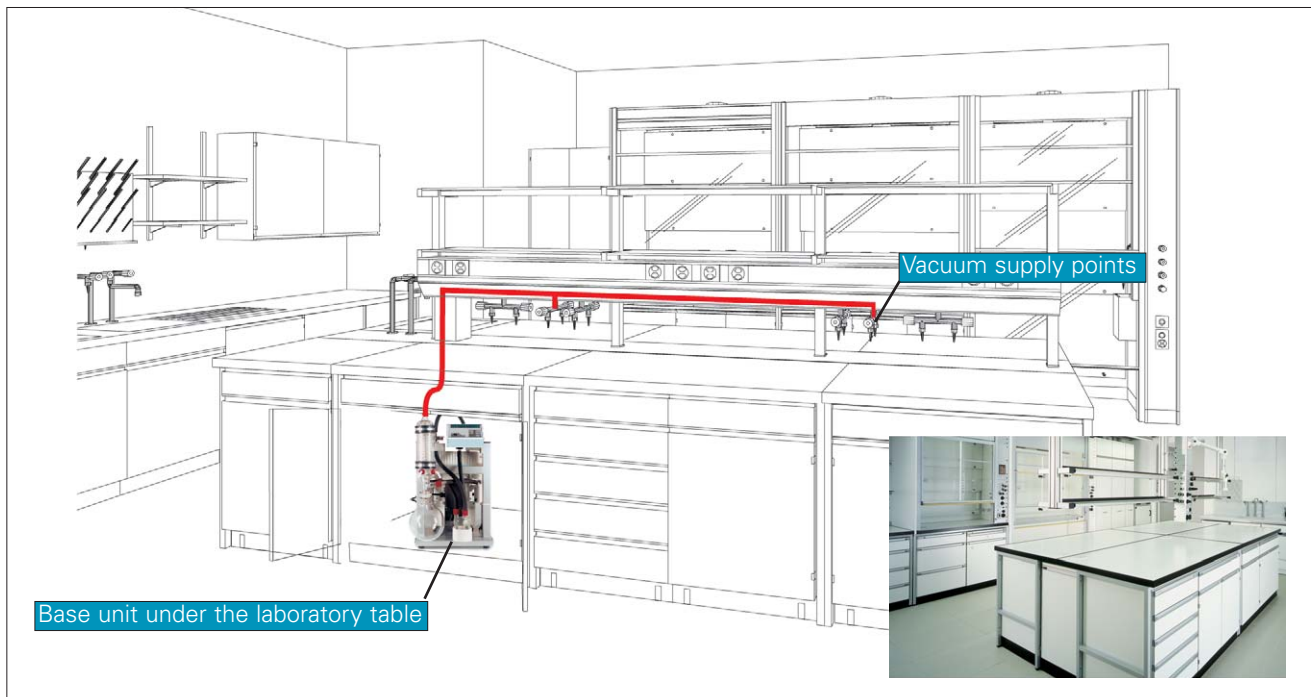 Vacuum supply points
Base unit under the laboratory table